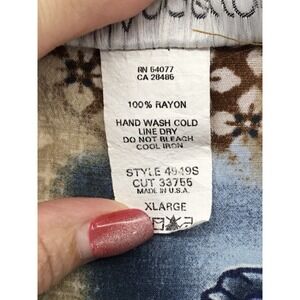 RN 64077
CA 28486
100% RAYON
HAND WASH COLD
LINE DRY
DO NOT BLEACH
COOL IRON
STYLE 4949S
CUT 33755
MADE IN U.S.A.
XLARGE